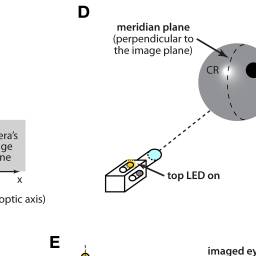 D
meridian plane
(perpendicular to
the image plane)
CR
era's
ge
ne
x
optic axis)
top LED on
E
imaged ey